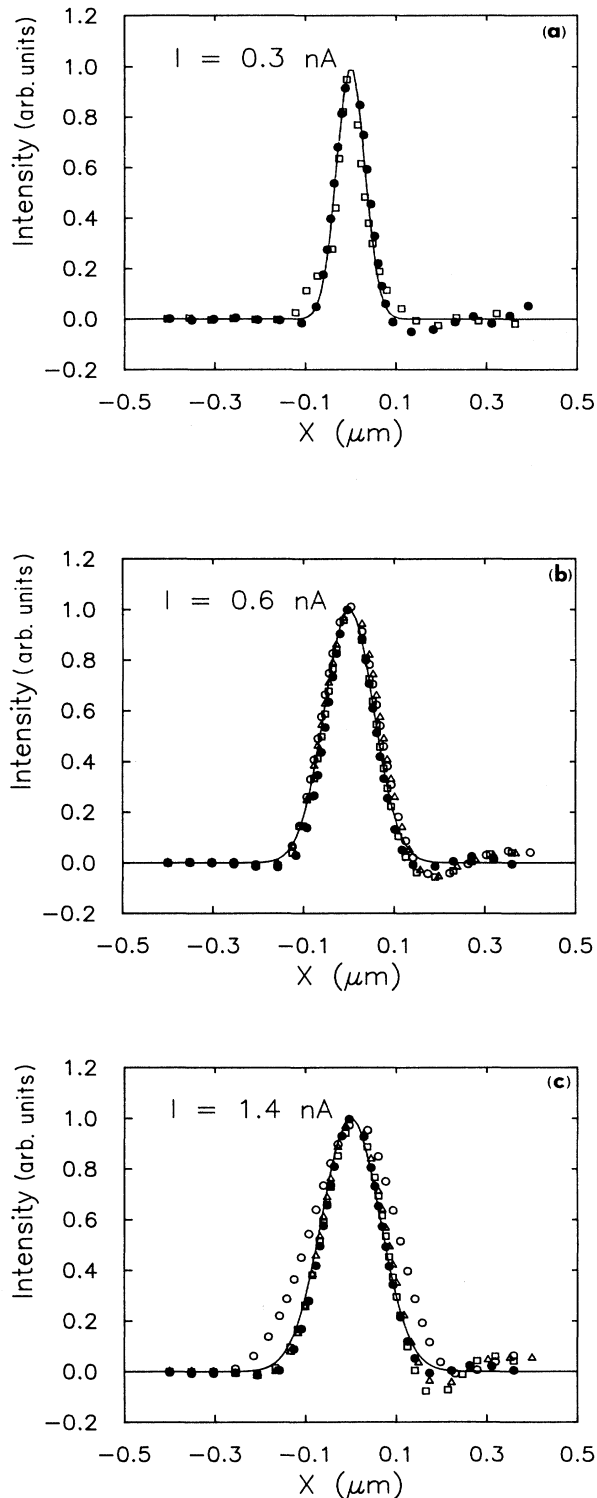 (a)
I = 0.3 nA
Intensity (arb. units)
1.2
1.0
0.8
0.6
0.4
0.2
0.0
−0.2
−0.5 −0.3 −0.1 0.1 0.3 0.5
X (μm)
(b)
I = 0.6 nA
Intensity (arb. units)
1.2
1.0
0.8
0.6
0.4
0.2
0.0
−0.2
−0.5 −0.3 −0.1 0.1 0.3 0.5
X (μm)
(c)
I = 1.4 nA
Intensity (arb. units)
1.2
1.0
0.8
0.6
0.4
0.2
0.0
−0.2
−0.5 −0.3 −0.1 0.1 0.3 0.5
X (μm)